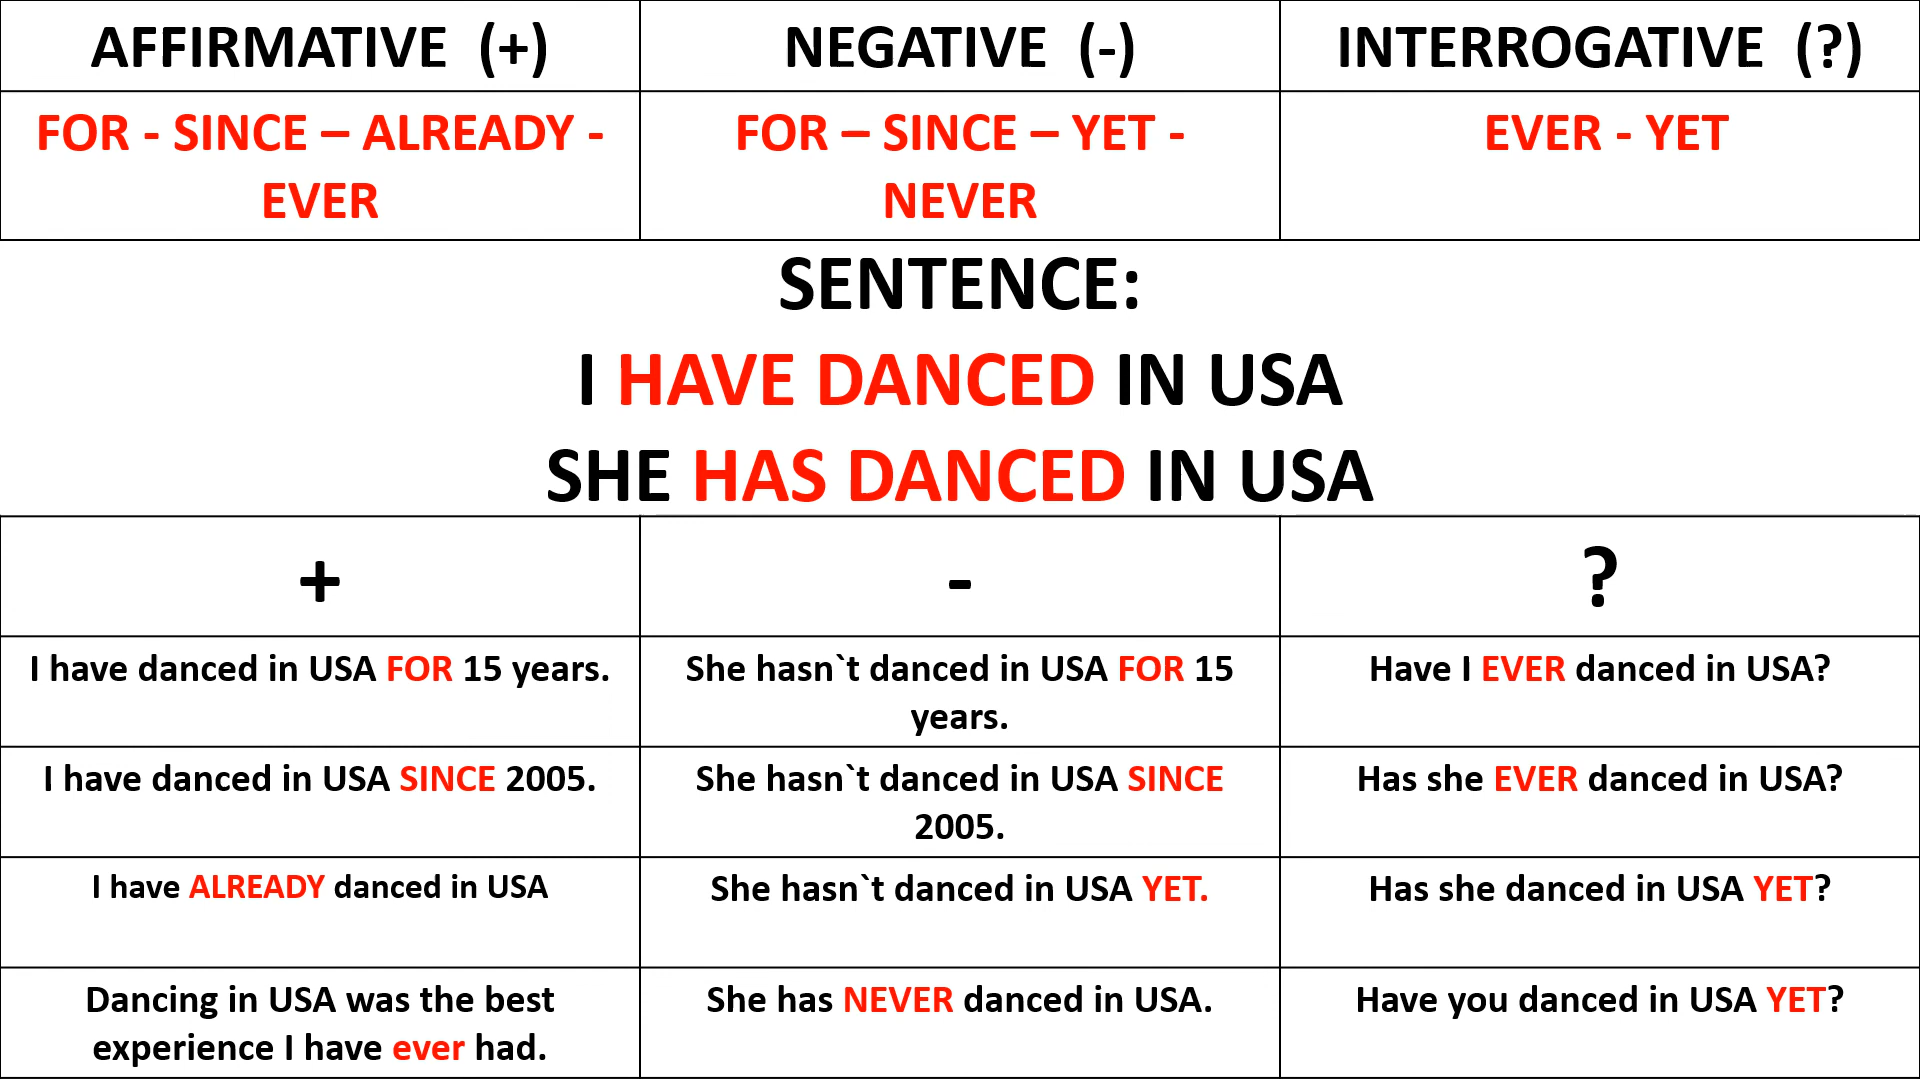 AFFIRMATIVE (+)
NEGATIVE (-)
INTERROGATIVE (?)
FOR - SINCE – ALREADY -
EVER
FOR – SINCE – YET -
NEVER
EVER - YET
SENTENCE:
I HAVE DANCED IN USA
SHE HAS DANCED IN USA
+
-
?
I have danced in USA FOR 15 years.
She hasn`t danced in USA FOR 15
years.
Have I EVER danced in USA?
I have danced in USA SINCE 2005.
She hasn`t danced in USA SINCE
2005.
Has she EVER danced in USA?
I have ALREADY danced in USA
She hasn`t danced in USA YET.
Has she danced in USA YET?
Dancing in USA was the best
experience I have ever had.
She has NEVER danced in USA.
Have you danced in USA YET?